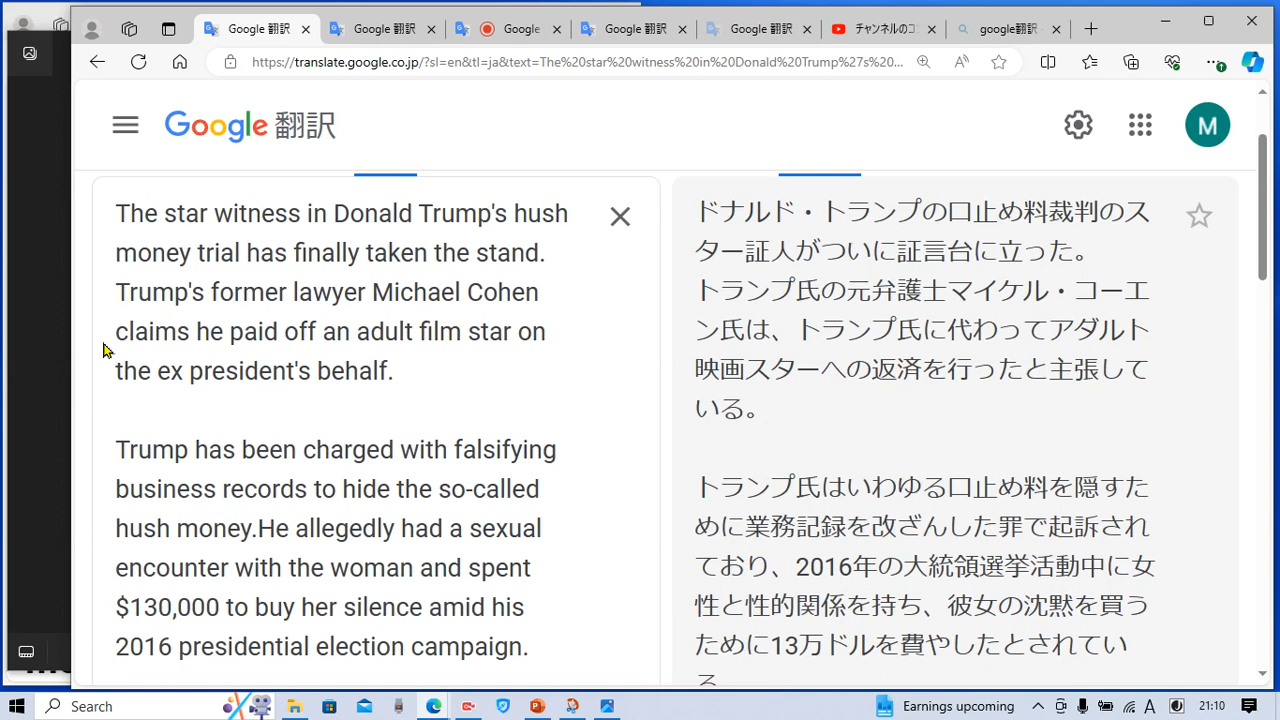 Google 翻訳
Google 翻訳
Google
Google 翻訳
Google 翻訳
チャンネルのコ
google翻訳
https://translate.google.co.jp/?sl=en&tl=ja&text=The%20star%20witness%20in%20Donald%20Trump%27s%20...
Google 翻訳
M
The star witness in Donald Trump's hush
money trial has finally taken the stand.
Trump's former lawyer Michael Cohen
claims he paid off an adult film star on
the ex president's behalf.
Trump has been charged with falsifying
business records to hide the so-called
hush money.He allegedly had a sexual
encounter with the woman and spent
$130,000 to buy her silence amid his
2016 presidential election campaign.
ドナルド・トランプの口止め料裁判のス
ター証人がついに証言台に立った。
トランプ氏の元弁護士マイケル・コーエ
ン氏は、トランプ氏に代わってアダルト
映画スターへの返済を行ったと主張して
いる。
トランプ氏はいわゆる口止め料を隠すた
めに業務記録を改ざんした罪で起訴され
ており、2016年の大統領選挙活動中に女
性と性的関係を持ち、彼女の沈黙を買う
ために13万ドルを費やしたとされてい
る
Search
Earnings upcoming
A
21:10